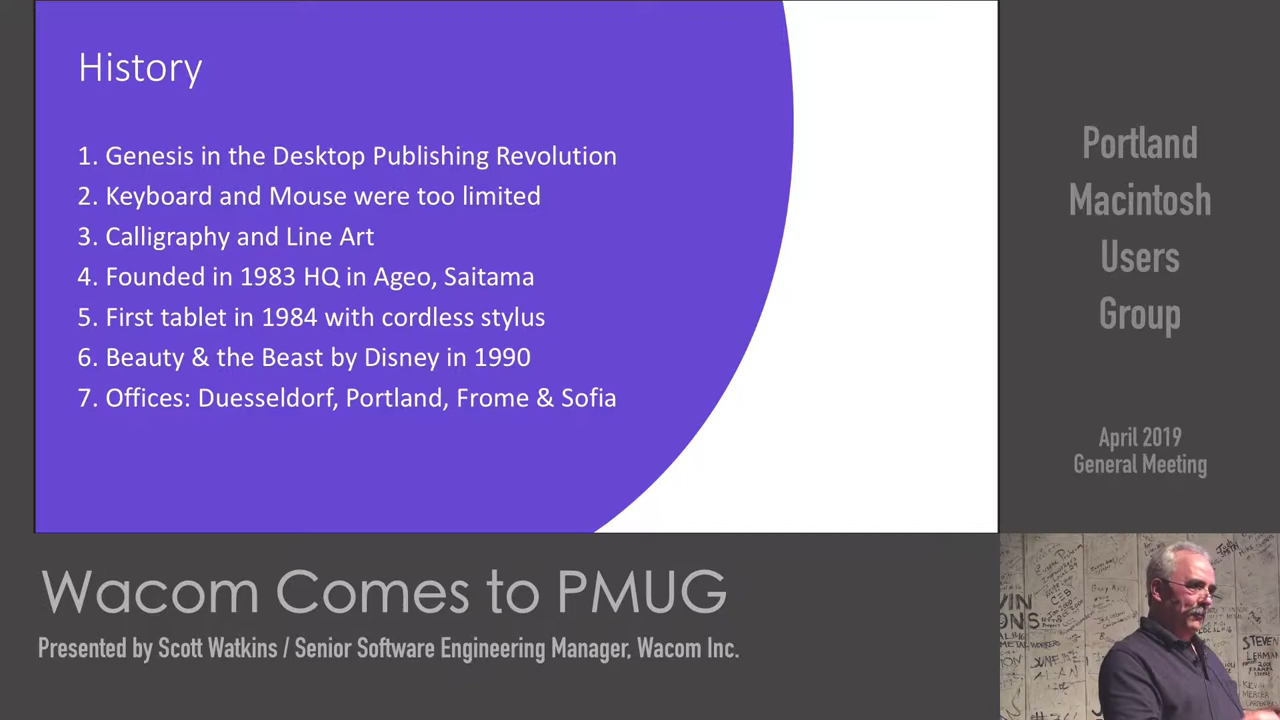 History
1. Genesis in the Desktop Publishing Revolution
2. Keyboard and Mouse were too limited
3. Calligraphy and Line Art
4. Founded in 1983 HQ in Ageo, Saitama
5. First tablet in 1984 with cordless stylus
6. Beauty & the Beast by Disney in 1990
7. Offices: Duesseldorf, Portland, Frome & Sofia
Portland
Macintosh
Users
Group
April 2019
General Meeting
Wacom Comes to PMUG
Presented by Scott Watkins / Senior Software Engineering Manager, Wacom Inc.
STEVEN
LEHMAN